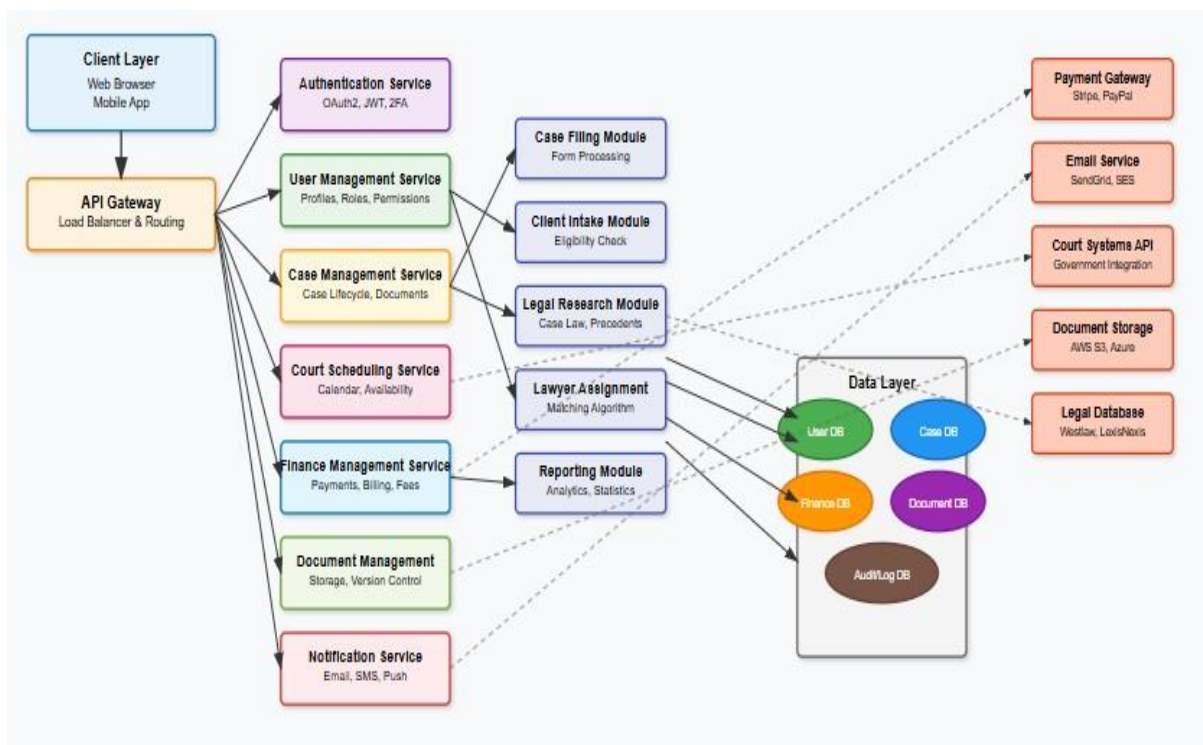 Client Layer
Web Browser
Mobile App
API Gateway
Load Balancer & Routing
Authentication Service
OAuth2, JWT, 2FA
User Management Service
Profiles, Roles, Permissions
Case Management Service
Case Lifecycle, Documents
Court Scheduling Service
Calendar, Availability
Finance Management Service
Payments, Billing, Fees
Document Management
Storage, Version Control
Notification Service
Email, SMS, Push
Case Filing Module
Form Processing
Client Intake Module
Eligibility Check
Legal Research Module
Case Law, Precedents
Lawyer Assignment
Matching Algorithm
Reporting Module
Analytics, Statistics
Data Layer
User DB
Case DB
Finance DB
Document DB
Audit/Log DB
Payment Gateway
Stripe, PayPal
Email Service
SendGrid, SES
Court Systems API
Government Integration
Document Storage
AWS S3, Azure
Legal Database
Westlaw, LexisNexis